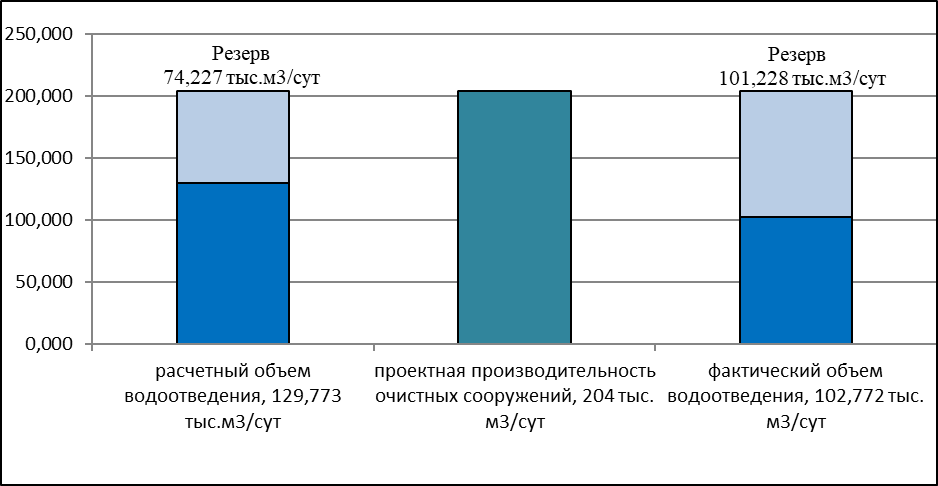 250,000
200,000
150,000
100,000
50,000
0,000
Резерв
74,227 тыс.м3/сут
Резерв
101,228 тыс.м3/сут
расчетный объем
водоотведения, 129,773
тыс.м3/сут
проектная производительность
очистных сооружений, 204 тыс.
м3/сут
фактический объем
водоотведения, 102,772 тыс.
м3/сут